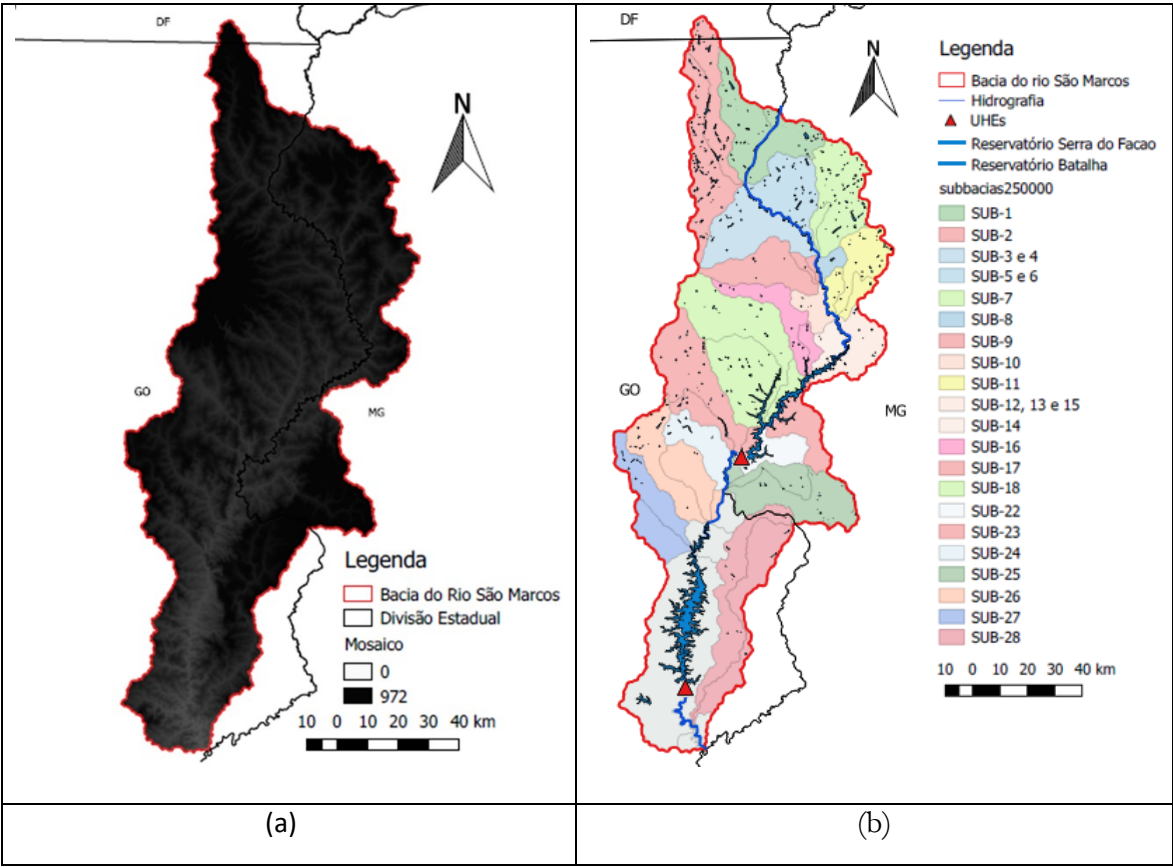 DF
N
GO
MG
Legenda
Bacia do Rio São Marcos
Divisão Estadual
Mosaico
0
972
10 0 10 20 30 40 km
(a)
DF
N
GO
MG
Legenda
Bacia do rio São Marcos
Hidrografia
UHEs
Reservatório Serra do Facao
Reservatório Batalha
subbacias250000
SUB-1
SUB-2
SUB-3 e 4
SUB-5 e 6
SUB-7
SUB-8
SUB-9
SUB-10
SUB-11
SUB-12, 13 e 15
SUB-14
SUB-16
SUB-17
SUB-18
SUB-22
SUB-23
SUB-24
SUB-25
SUB-26
SUB-27
SUB-28
10 0 10 20 30 40 km
(b)